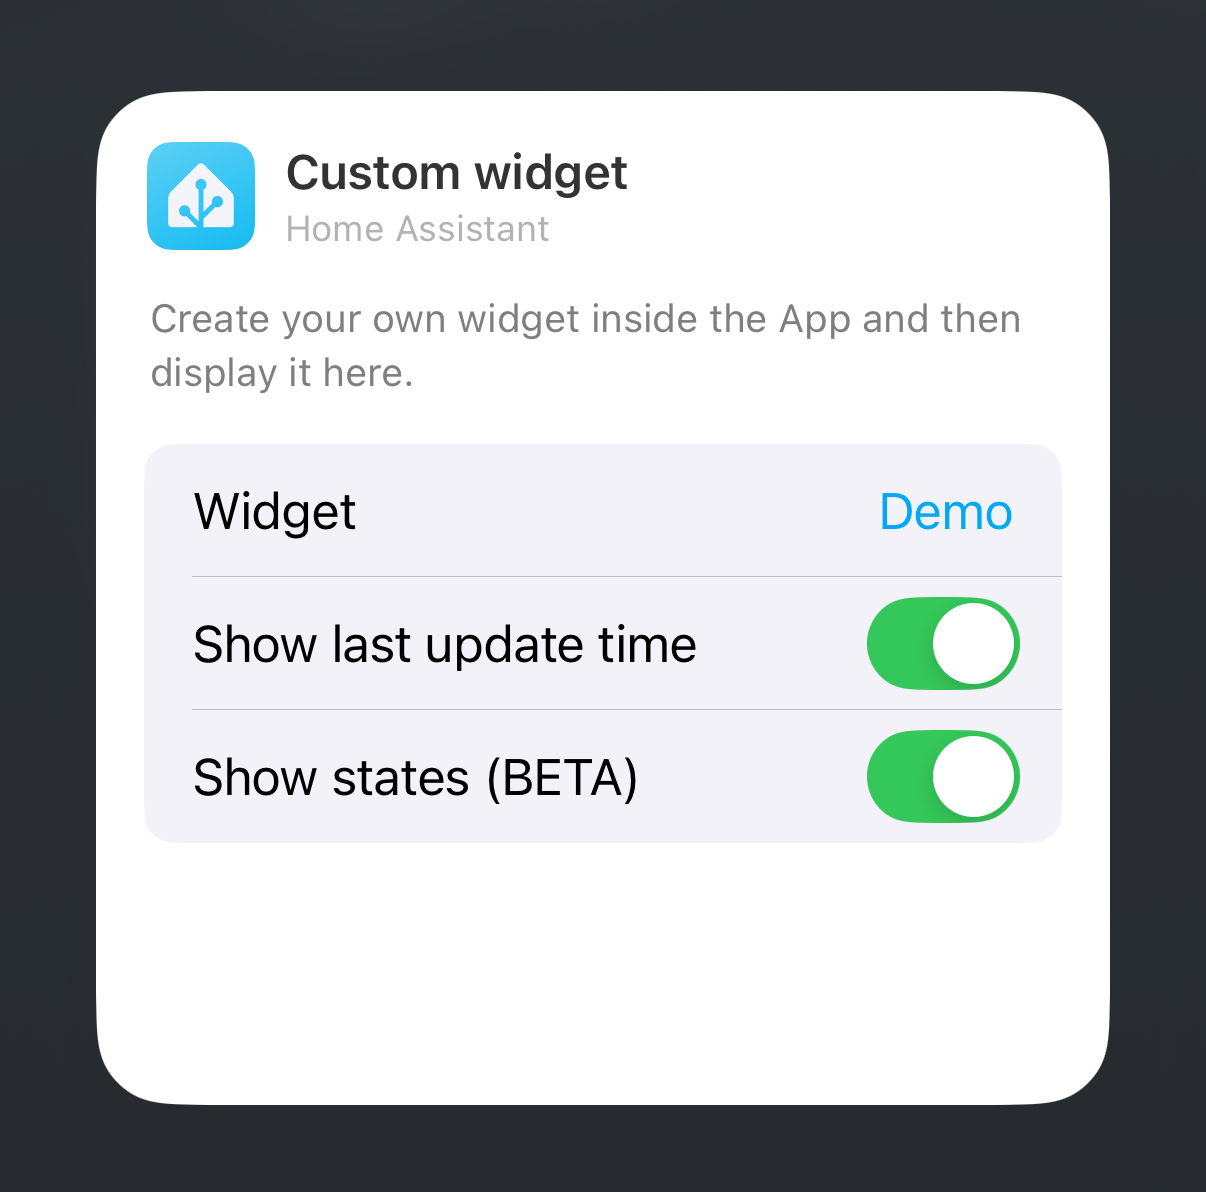 Custom widget
Home Assistant
Create your own widget inside the App and then
display it here.
Widget Demo
Show last update time
Show states (BETA)